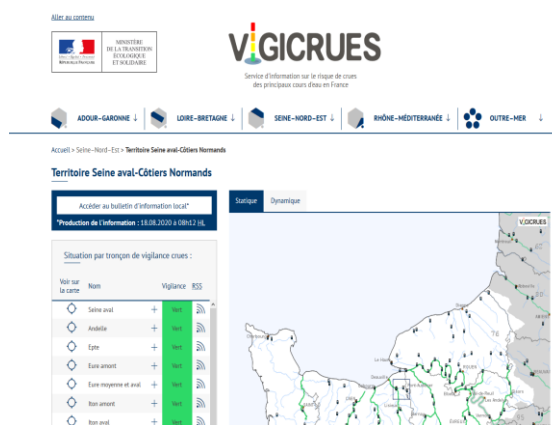 Aller au contenu
MINISTÈRE
DE LA TRANSITION
ÉCOLOGIQUE
ET SOLIDAIRE
VIGICRUES
Service d'information sur le risque de crues
des principaux cours d'eau en France
ADOUR-GARONNE ↓ LOIRE-BRETAGNE ↓ SEINE-NORD-EST ↓ RHÔNE-MÉDITERRANÉE ↓ OUTRE-MER ↓
Accueil > Seine-Nord-Est > Territoire Seine aval-Côtiers Normands
Territoire Seine aval-Côtiers Normands
Accéder au bulletin d'information local*
*Production de l'information : 18.08.2020 à 08h12 HL
Statique Dynamique
VIGICRUES
Situation par tronçon de vigilance crues :
Voir sur
la carte Nom Vigilance RSS
Seine aval + Vert
Andelle + Vert
Epte + Vert
Eure amont + Vert
Eure moyenne et aval + Vert
Iton amont + Vert
Iton aval + Vert
ROUEN
76
80